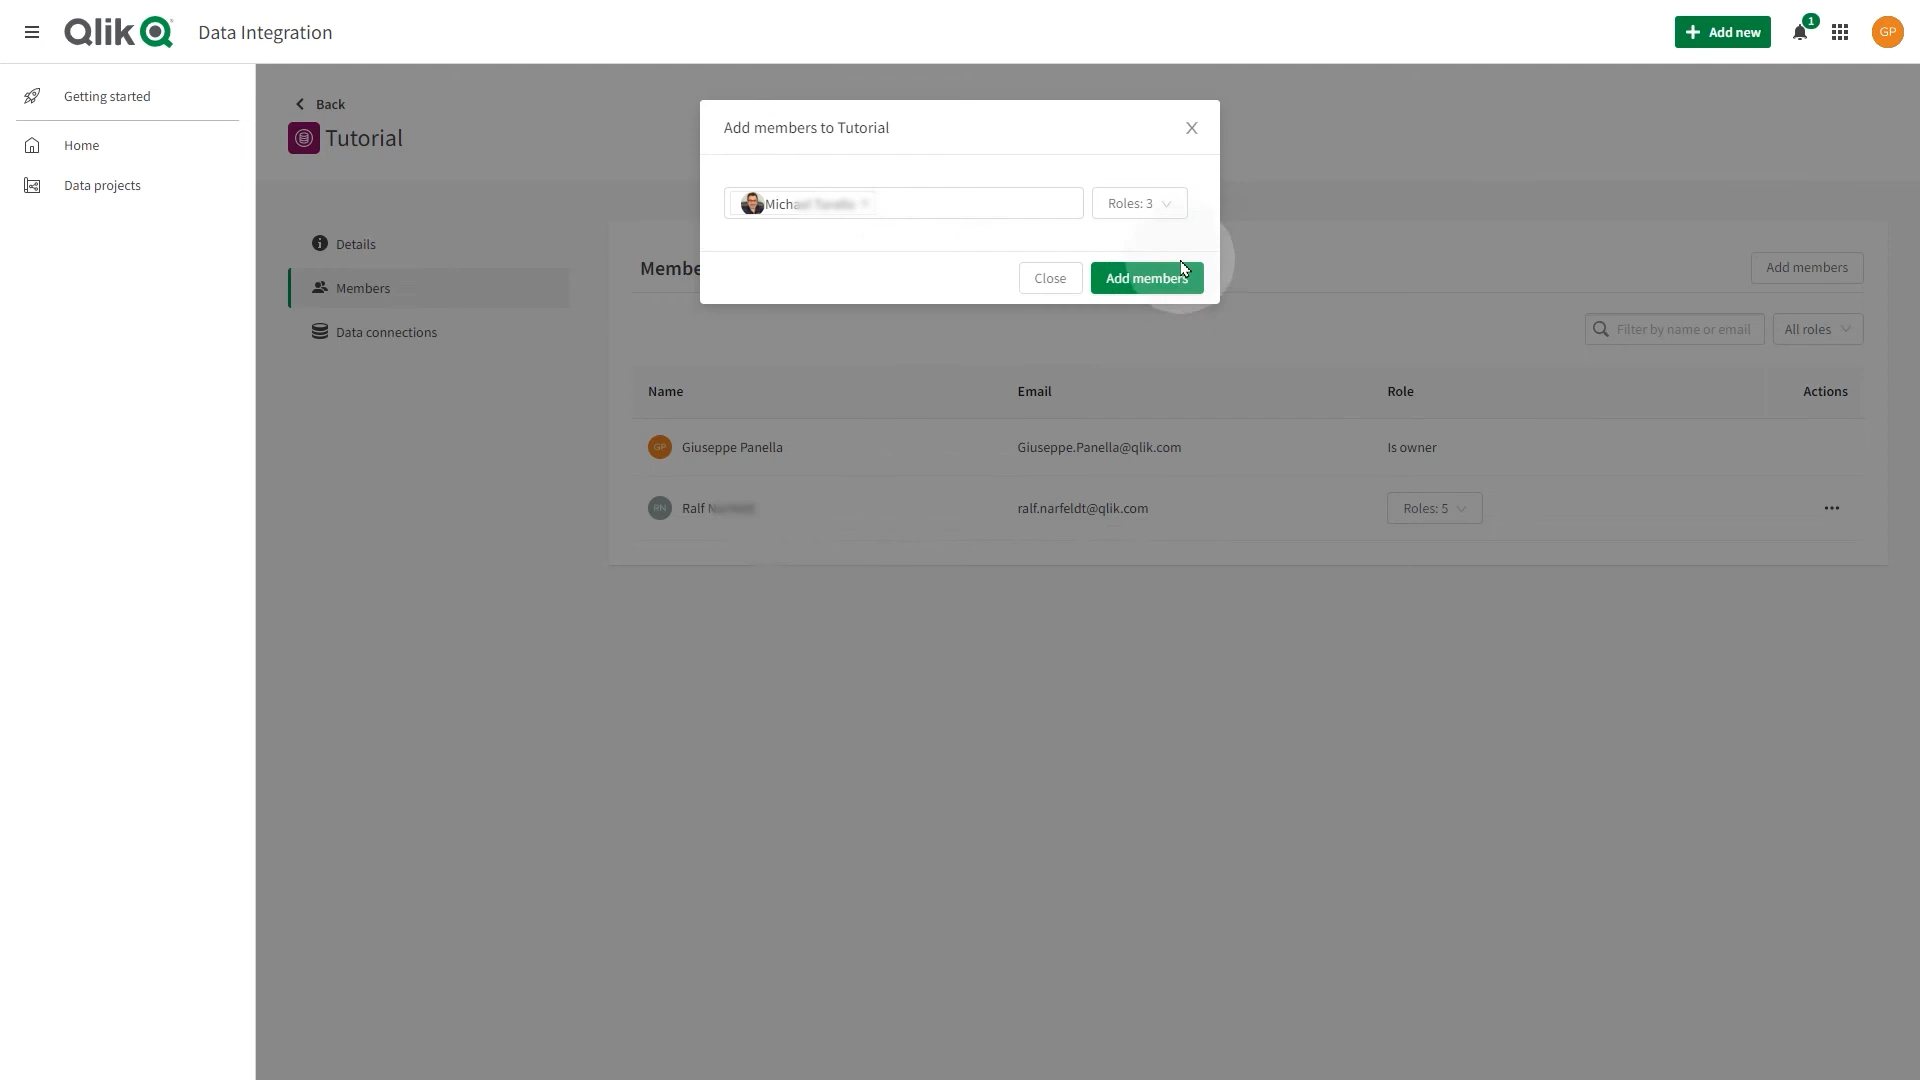 Qlik
Data Integration
Add new
1
GP
Getting started
Home
Data projects
Back
Tutorial
Details
Members
Data connections
Add members to Tutorial
Roles: 3
Close
Add members
Add members
Filter by name or email
All roles
Name
Email
Role
Actions
GP
Giuseppe Panella
Giuseppe.Panella@qlik.com
Is owner
RN
Ralf
ralf.narfeldt@qlik.com
Roles: 5